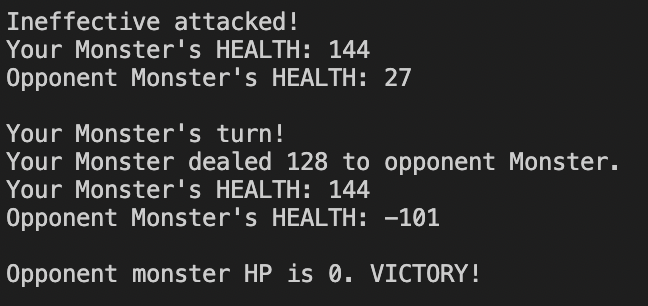 Ineffective attacked!
Your Monster's HEALTH: 144
Opponent Monster's HEALTH: 27
Your Monster's turn!
Your Monster dealed 128 to opponent Monster.
Your Monster's HEALTH: 144
Opponent Monster's HEALTH: -101
Opponent monster HP is 0. VICTORY!